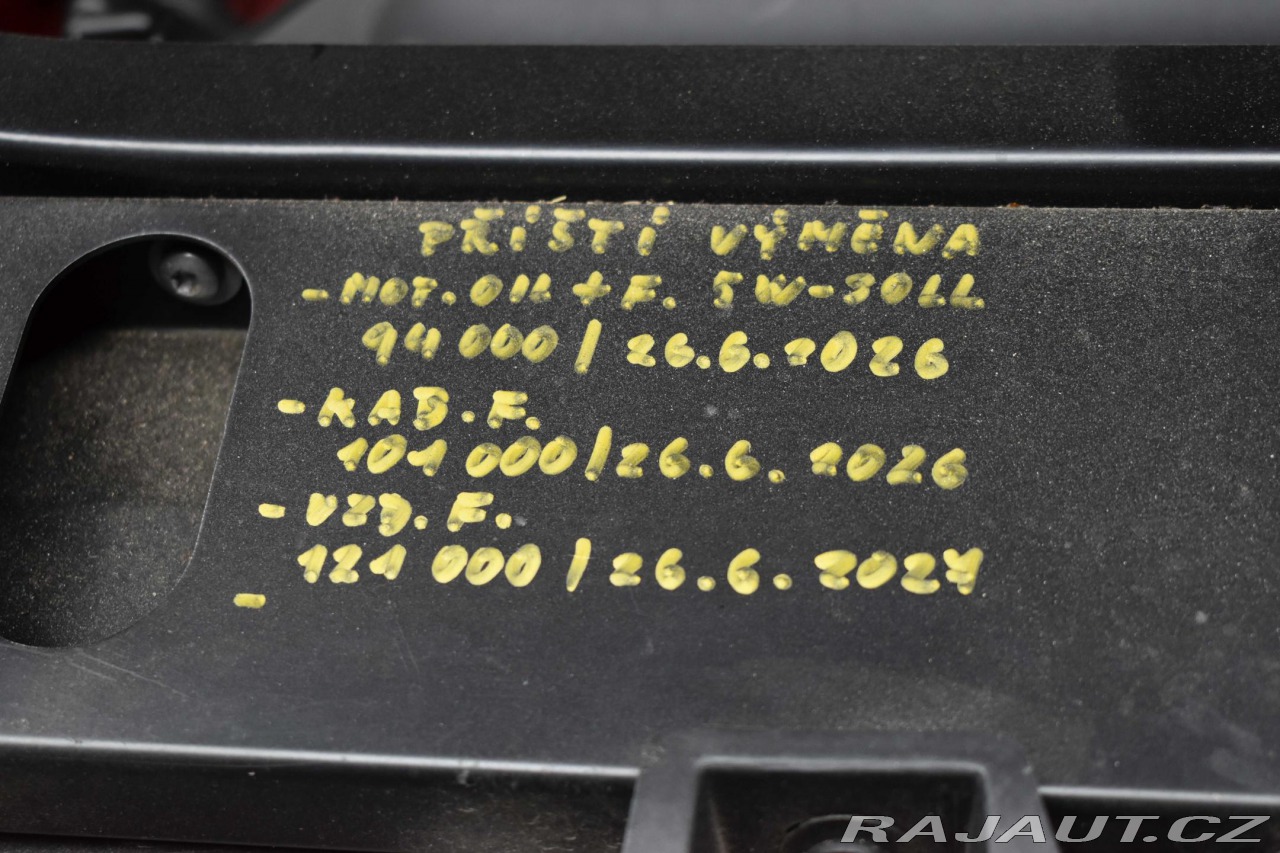 PŘÍŠTÍ VÝMĚNA
- MOT. OIL + F. 5W-30LL
94 000 / 26.6.2026
- KAB. F.
101 000 / 26.6.2026
- VZD. F.
121 000 / 26.6.2027
-
RAJAUT.CZ